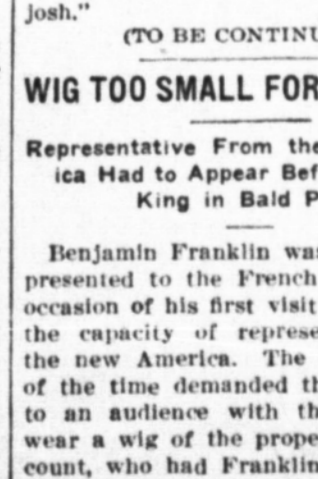 josh."
(TO BE CONTINU
WIG TOO SMALL FOR
Representative From the
ica Had to Appear Bef
King in Bald P
Benjamin Franklin was
presented to the French
occasion of his first visit
the capacity of represe
the new America. The
of the time demanded th
to an audience with th
wear a wig of the prope
count, who had Franklin